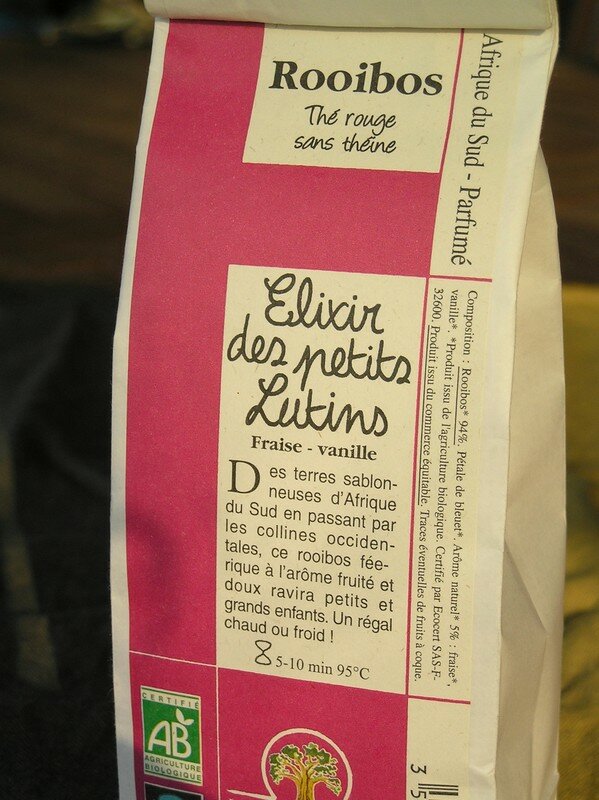 Rooibos
Thé rouge
sans théine
Afrique du Sud - Parfumé
Elixir
des petits
Lutins
Fraise - vanille
Des terres sablon-
neuses d'Afrique
du Sud en passant par
les collines occiden-
tales, ce rooibos fée-
rique à l'arôme fruité et
doux ravira petits et
grands enfants. Un régal
chaud ou froid !
8 5-10 min 95°C
Composition : Rooibos* 94%. Pétale de bleuet*. Arôme naturel* 5% : fraise*,
vanille*. *Produit issu de l'agriculture biologique. Certifié par Ecocert SAS-F-
32600. Produit issu du commerce équitable. Traces éventuelles de fruits à coque.
CERTIFIÉ
AB
AGRICULTURE
BIOLOGIQUE
3